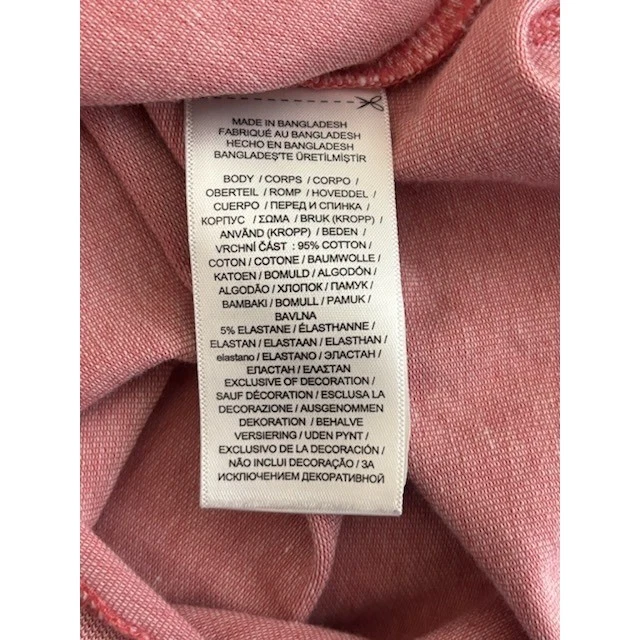 MADE IN BANGLADESH
FABRIQUÉ AU BANGLADESH
HECHO EN BANGLADESH
BANGLADEŞ'TE ÜRETİLMİŞTİR
BODY / CORPS / CORPO /
OBERTEIL / ROMP / HOVEDDEL /
CUERPO / ПЕРЕД И СПИНКА /
КОРПУС / ΣΩΜΑ / BRUK (KROPP) /
ANVÄND (KROPP) / BEDEN /
VRCHNÍ ČÁST : 95% COTTON /
COTON / COTONE / BAUMWOLLE /
KATOEN / BOMULD / ALGODÓN /
ALGODÃO / ХЛОПОК / ПАМУК /
BAMBAKI / BOMULL / PAMUK /
BAVLNA
5% ELASTANE / ÉLASTHANNE /
ELASTAN / ELASTAAN / ELASTHAN /
elastano / ELASTANO / ЭЛАСТАН /
ЕЛАСТАН / ΕΛΑΣΤΑΝ
EXCLUSIVE OF DECORATION /
SAUF DÉCORATION / ESCLUSA LA
DECORAZIONE / AUSGENOMMEN
DEKORATION / BEHALVE
VERSIERING / UDEN PYNT /
EXCLUSIVO DE LA DECORACIÓN /
NÃO INCLUI DECORAÇÃO / ЗА
ИСКЛЮЧЕНИЕМ ДЕКОРАТИВНОЙ